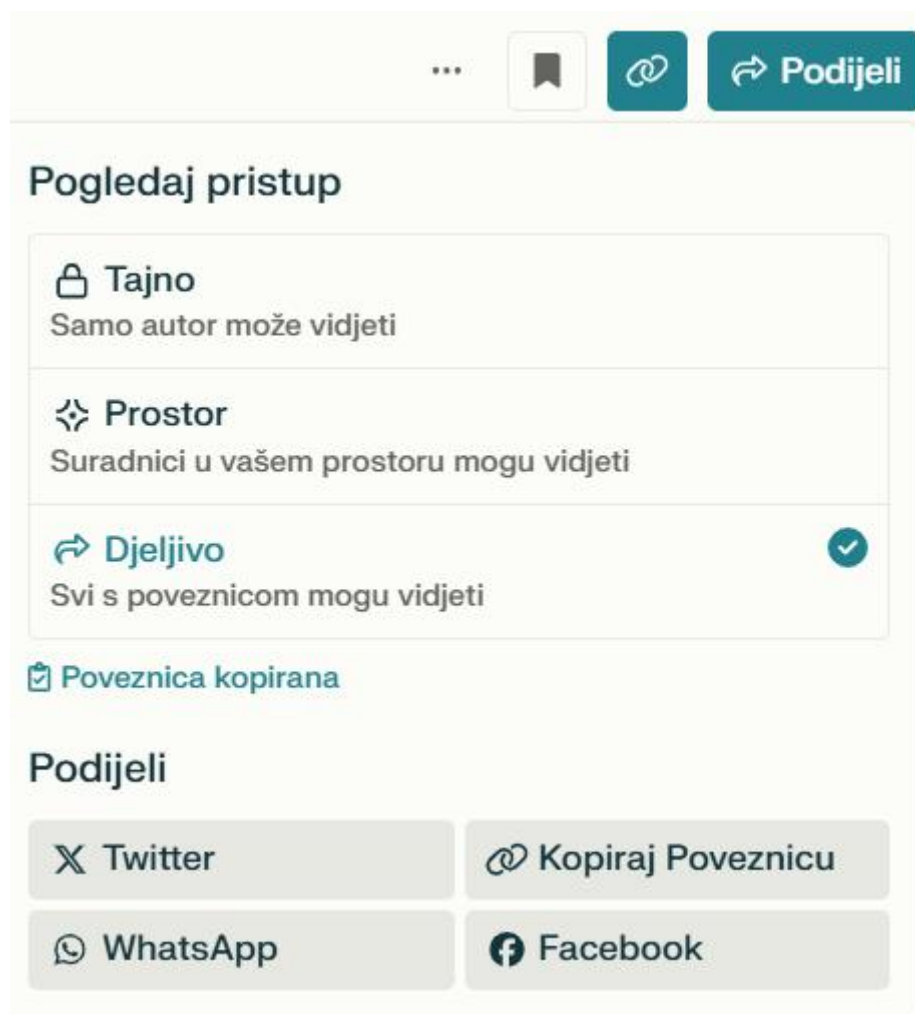 Podijeli
Pogledaj pristup
Tajno
Samo autor može vidjeti
Prostor
Suradnici u vašem prostoru mogu vidjeti
Djeljivo
Svi s poveznicom mogu vidjeti
Poveznica kopirana
Podijeli
Twitter
Kopiraj Poveznicu
WhatsApp
Facebook